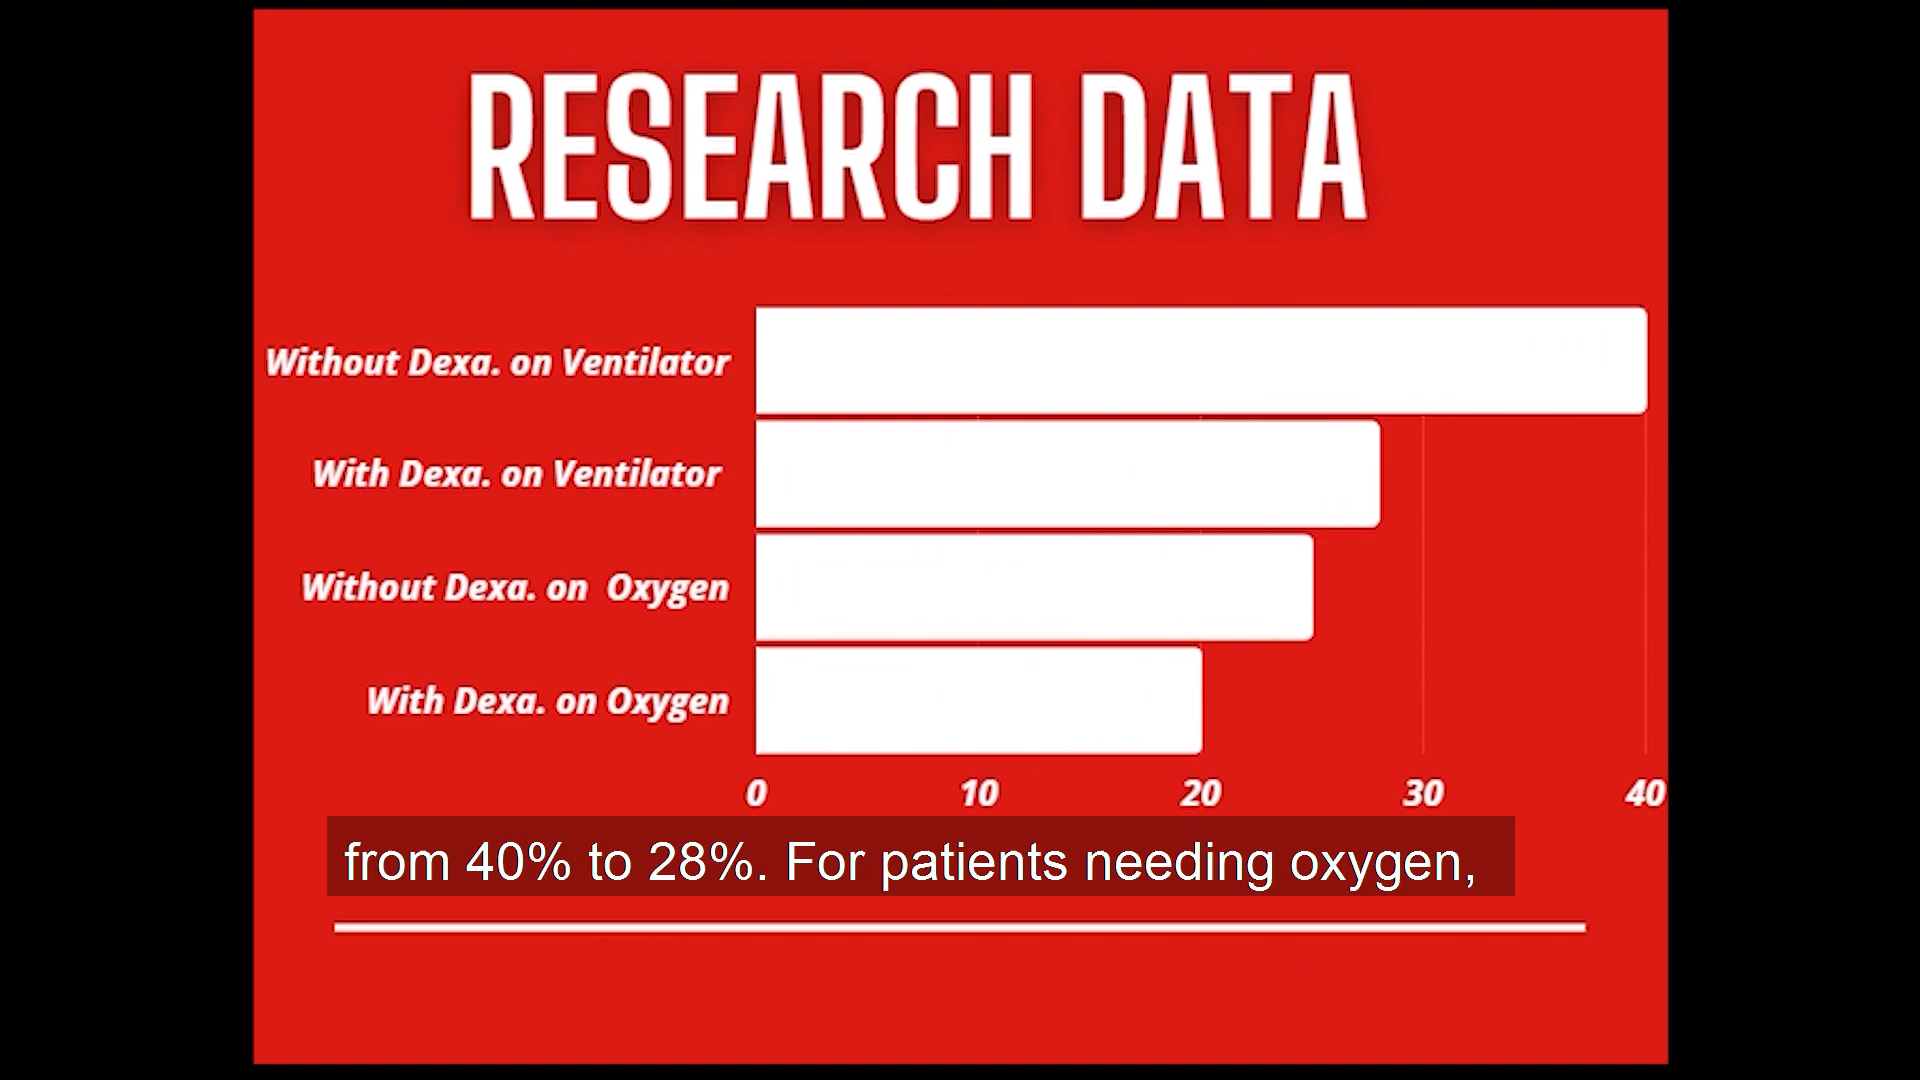 RESEARCH DATA
Without Dexa. on Ventilator
With Dexa. on Ventilator
Without Dexa. on Oxygen
With Dexa. on Oxygen
0 10 20 30 40
from 40% to 28%. For patients needing oxygen,